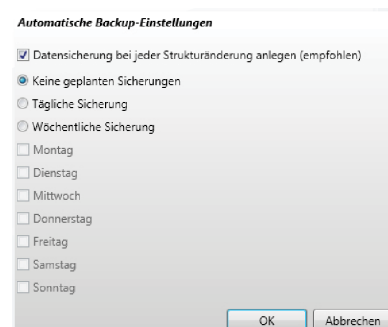 Automatische Backup-Einstellungen
Datensicherung bei jeder Strukturänderung anlegen (empfohlen)
Keine geplanten Sicherungen
Tägliche Sicherung
Wöchentliche Sicherung
Montag
Dienstag
Mittwoch
Donnerstag
Freitag
Samstag
Sonntag
OK Abbrechen